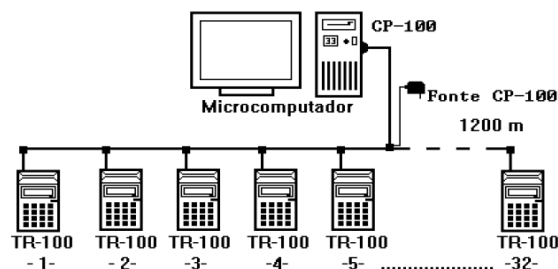 CP-100
33
Microcomputador
Fonte CP-100
1200 m
TR-100 TR-100 TR-100 TR-100 TR-100 TR-100
-1- -2- -3- -4- -5- ..................... -32-